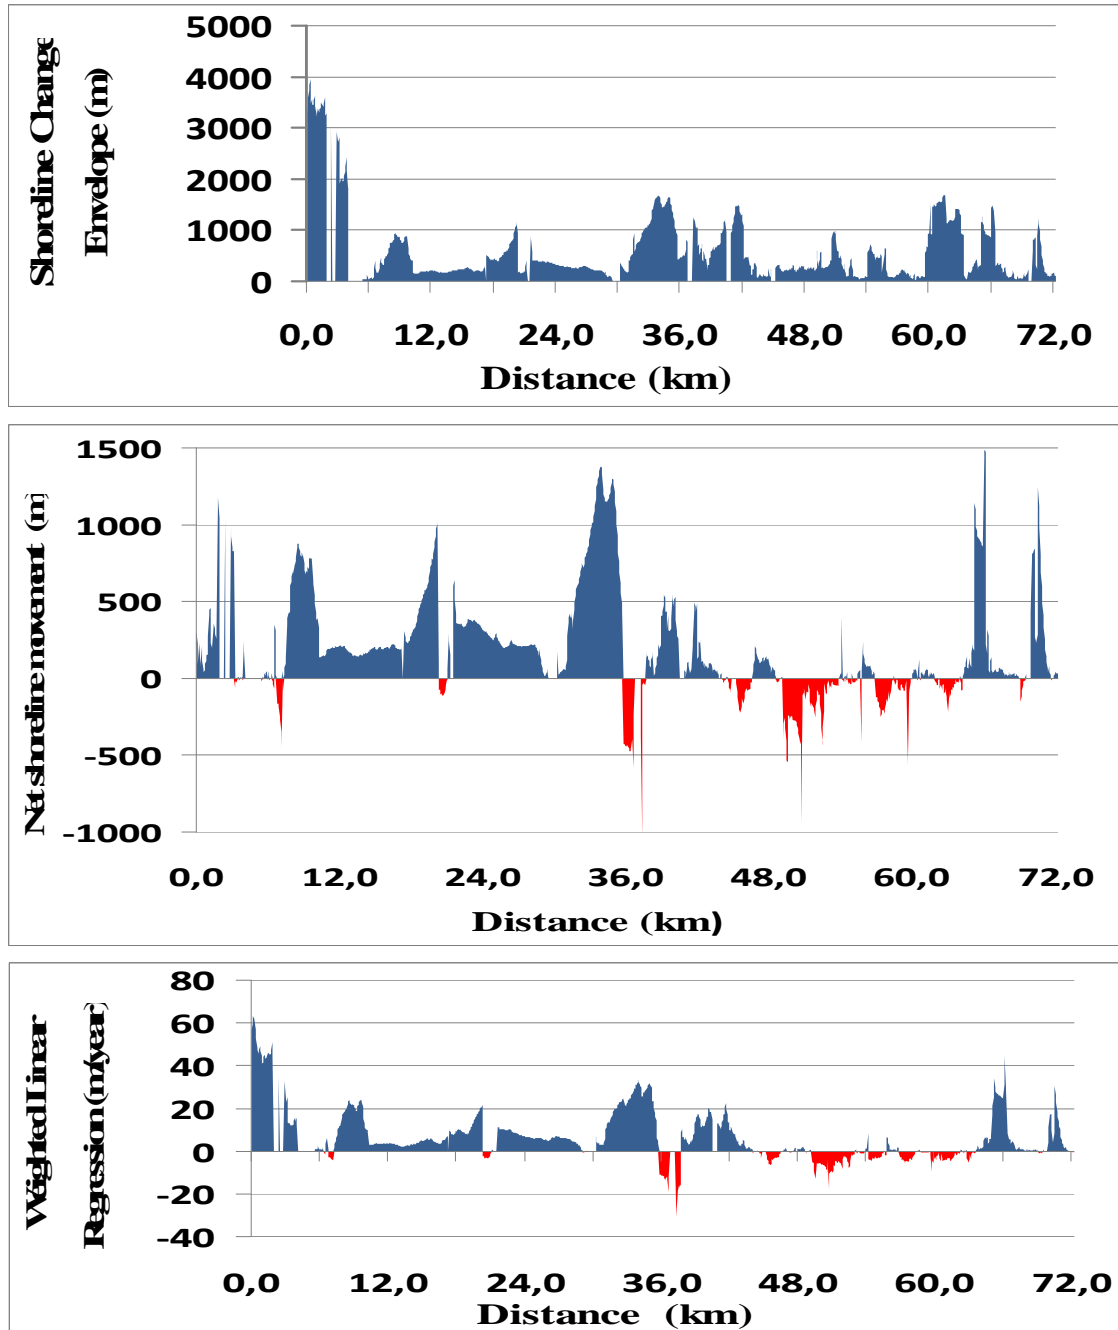 Shoreline Change
Envelope (m)
5000
4000
3000
2000
1000
0
0,0 12,0 24,0 36,0 48,0 60,0 72,0
Distance (km)
Net shoreline movement (m)
1500
1000
500
0
-500
-1000
0,0 12,0 24,0 36,0 48,0 60,0 72,0
Distance (km)
Weighted Linear
Regression (m/year)
80
60
40
20
0
-20
-40
0,0 12,0 24,0 36,0 48,0 60,0 72,0
Distance (km)